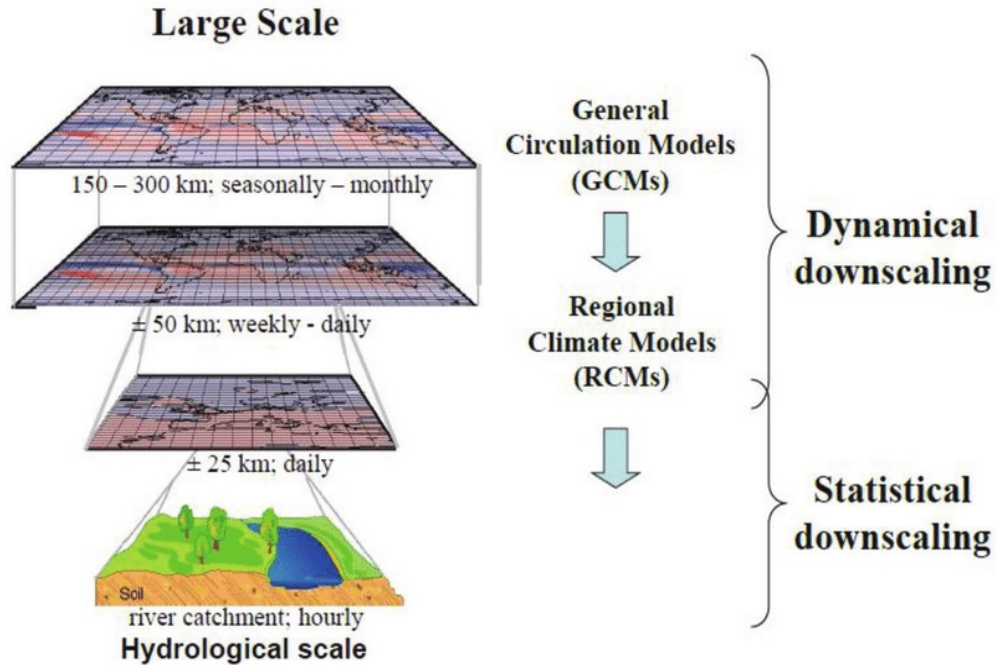 Large Scale
150 – 300 km; seasonally – monthly
± 50 km; weekly - daily
± 25 km; daily
Soil
river catchment; hourly
Hydrological scale
General
Circulation Models
(GCMs)
Regional
Climate Models
(RCMs)
Dynamical
downscaling
Statistical
downscaling